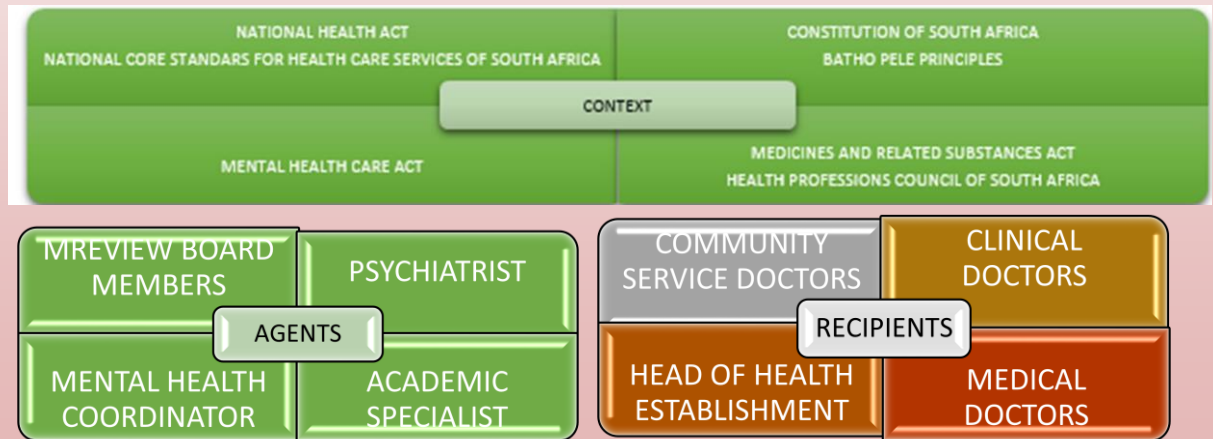 NATIONAL HEALTH ACT
NATIONAL CORE STANDARS FOR HEALTH CARE SERVICES OF SOUTH AFRICA
CONSTITUTION OF SOUTH AFRICA
BATHO PELE PRINCIPLES
CONTEXT
MENTAL HEALTH CARE ACT
MEDICINES AND RELATED SUBSTANCES ACT
HEALTH PROFESSIONS COUNCIL OF SOUTH AFRICA
MREVIEW BOARD
MEMBERS
PSYCHIATRIST
AGENTS
MENTAL HEALTH
COORDINATOR
ACADEMIC
SPECIALIST
COMMUNITY
SERVICE DOCTORS
CLINICAL
DOCTORS
RECIPIENTS
HEAD OF HEALTH
ESTABLISHMENT
MEDICAL
DOCTORS